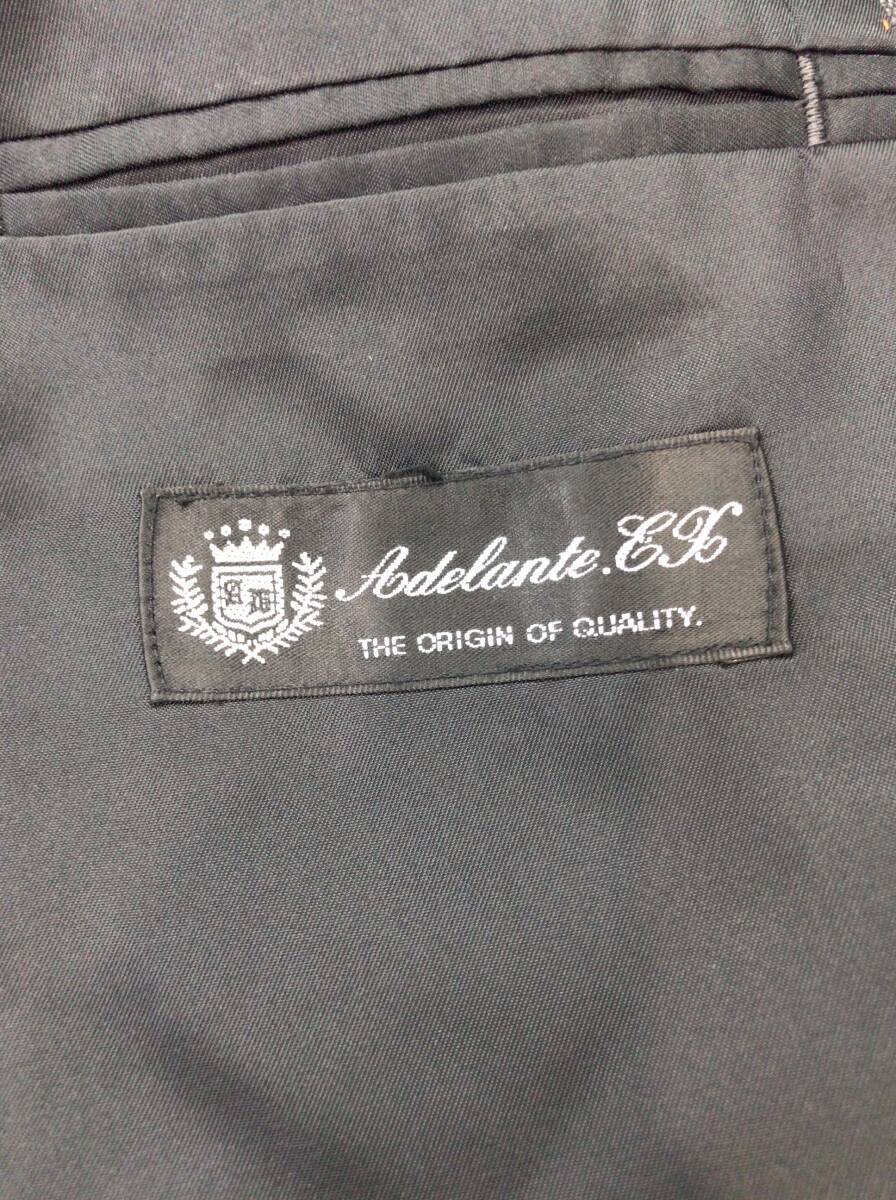 Adelante.EX
THE ORIGIN OF QUALITY.